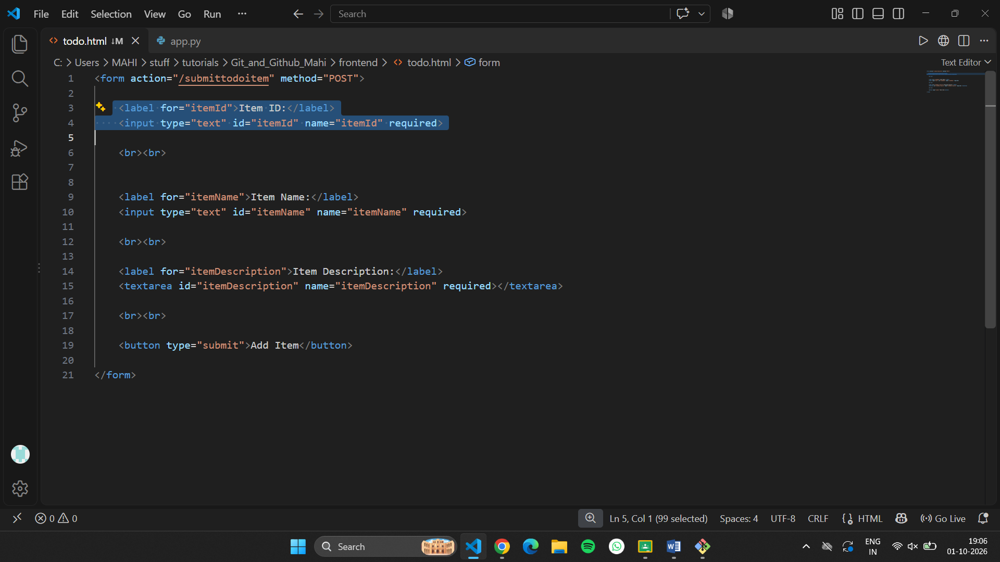 File Edit Selection View Go Run ··· Search
todo.html ↓M app.py
C: > Users > MAHI > stuff > tutorials > Git_and_Github_Mahi > frontend > todo.html > form Text Editor
1 <form action="/submittodoitem" method="POST">
2
3 <label for="itemId">Item ID:</label>
4 <input type="text" id="itemId" name="itemId" required>
5
6 <br><br>
7
8
9 <label for="itemName">Item Name:</label>
10 <input type="text" id="itemName" name="itemName" required>
11
12 <br><br>
13
14 <label for="itemDescription">Item Description:</label>
15 <textarea id="itemDescription" name="itemDescription" required></textarea>
16
17 <br><br>
18
19 <button type="submit">Add Item</button>
20
21 </form>
0 0 Ln 5, Col 1 (99 selected) Spaces: 4 UTF-8 CRLF HTML Go Live
Search ENG 19:06
IN 01-10-2026